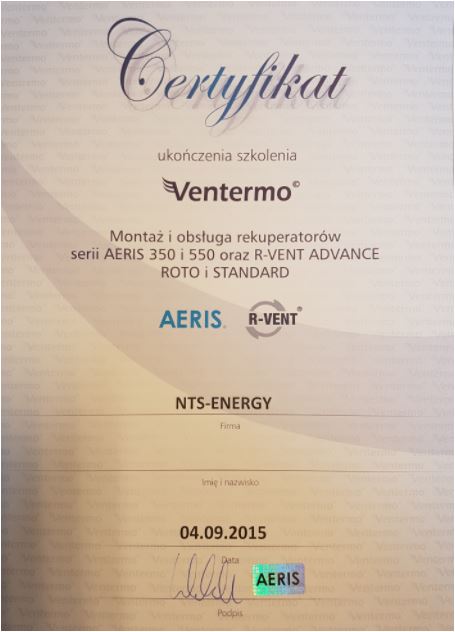 Certyfikat
ukończenia szkolenia
Ventermo©
Montaż i obsługa rekuperatorów
serii AERIS 350 i 550 oraz R-VENT ADVANCE
ROTO i STANDARD
AERIS® R-VENT®
NTS-ENERGY
Firma
Imię i nazwisko
04.09.2015
Data
AERIS
Podpis